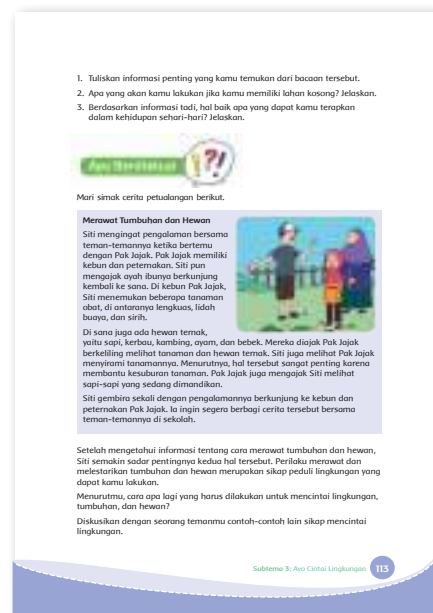 1. Tuliskan informasi penting yang kamu temukan dari bacaan tersebut.
2. Apa yang akan kamu lakukan jika kamu memiliki lahan kosong? Jelaskan.
3. Berdasarkan informasi tadi, hal baik apa yang dapat kamu terapkan
dalam kehidupan sehari-hari? Jelaskan.
Ayo Berdiskusi
Mari simak cerita petualangan berikut.
Merawat Tumbuhan dan Hewan
Siti mengingat pengalaman bersama
teman-temannya ketika bertemu
dengan Pak Jajak. Pak Jajak memiliki
kebun dan peternakan. Siti pun
mengajak ayah ibunya berkunjung
kembali ke sana. Di kebun Pak Jajak,
Siti menemukan beberapa tanaman
obat, di antaranya lengkuas, lidah
buaya, dan sirih.
Di sana juga ada hewan ternak,
yaitu sapi, kerbau, kambing, ayam, dan bebek. Mereka diajak Pak Jajak
berkeliling melihat tanaman dan hewan ternak. Siti juga melihat Pak Jajak
menyirami tanamannya. Menurutnya, hal tersebut sangat penting karena
membantu kesuburan tanaman. Pak Jajak juga mengajak Siti melihat
sapi-sapi yang sedang dimandikan.
Siti gembira sekali dengan pengalamannya berkunjung ke kebun dan
peternakan Pak Jajak. Ia ingin segera berbagi cerita tersebut bersama
teman-temannya di sekolah.
Setelah mengetahui informasi tentang cara merawat tumbuhan dan hewan,
Siti semakin sadar pentingnya kedua hal tersebut. Perilaku merawat dan
melestarikan tumbuhan dan hewan merupakan sikap peduli lingkungan yang
dapat kamu lakukan.
Menurutmu, cara apa lagi yang harus dilakukan untuk mencintai lingkungan,
tumbuhan, dan hewan?
Diskusikan dengan seorang temanmu contoh-contoh lain sikap mencintai
lingkungan.
Subtema 3: Ayo Cintai Lingkungan 113